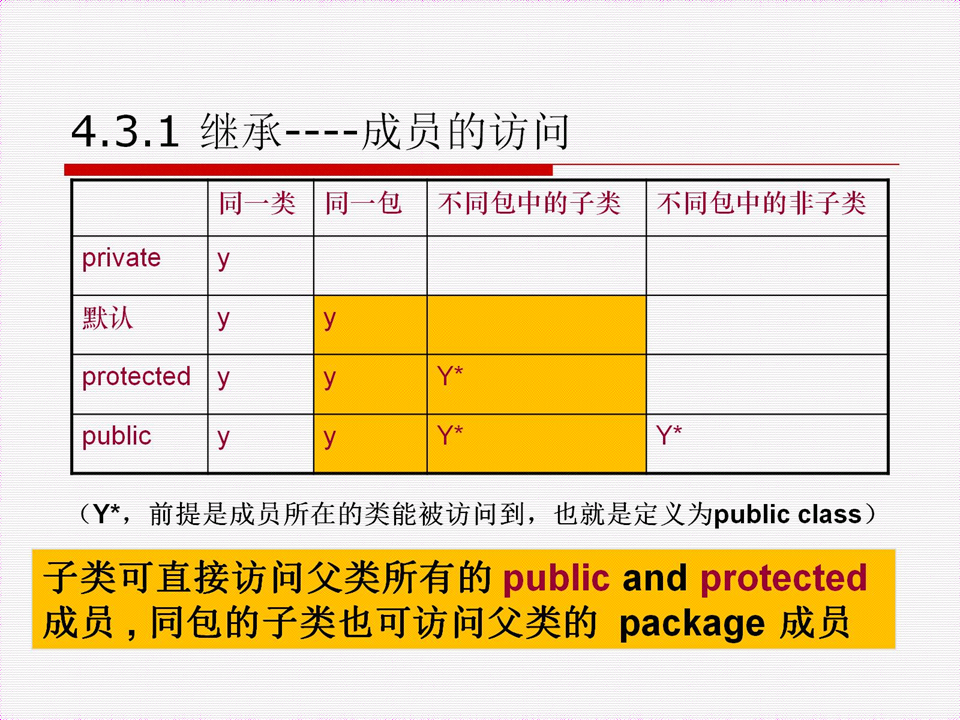 4.3.1 继承----成员的访问
同一类 同一包 不同包中的子类 不同包中的非子类
private y
默认 y y
protected y y Y*
public y y Y* Y*
（Y*，前提是成员所在的类能被访问到，也就是定义为public class）
子类可直接访问父类所有的 public and protected
成员 , 同包的子类也可访问父类的 package 成员